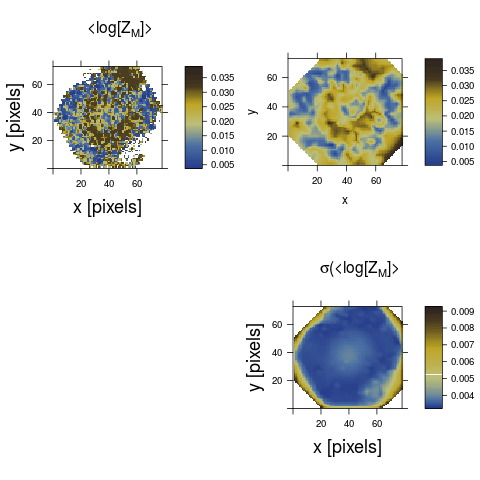 <log[Z_M]>
0.035
0.030
0.025
0.020
0.015
0.010
0.005
60
40
20
y [pixels]
20 40 60
x [pixels]
0.035
0.030
0.025
0.020
0.015
0.010
0.005
60
40
20
y
20 40 60
x
σ(<log[Z_M]>
0.009
0.008
0.007
0.006
0.005
0.004
60
40
20
y [pixels]
20 40 60
x [pixels]